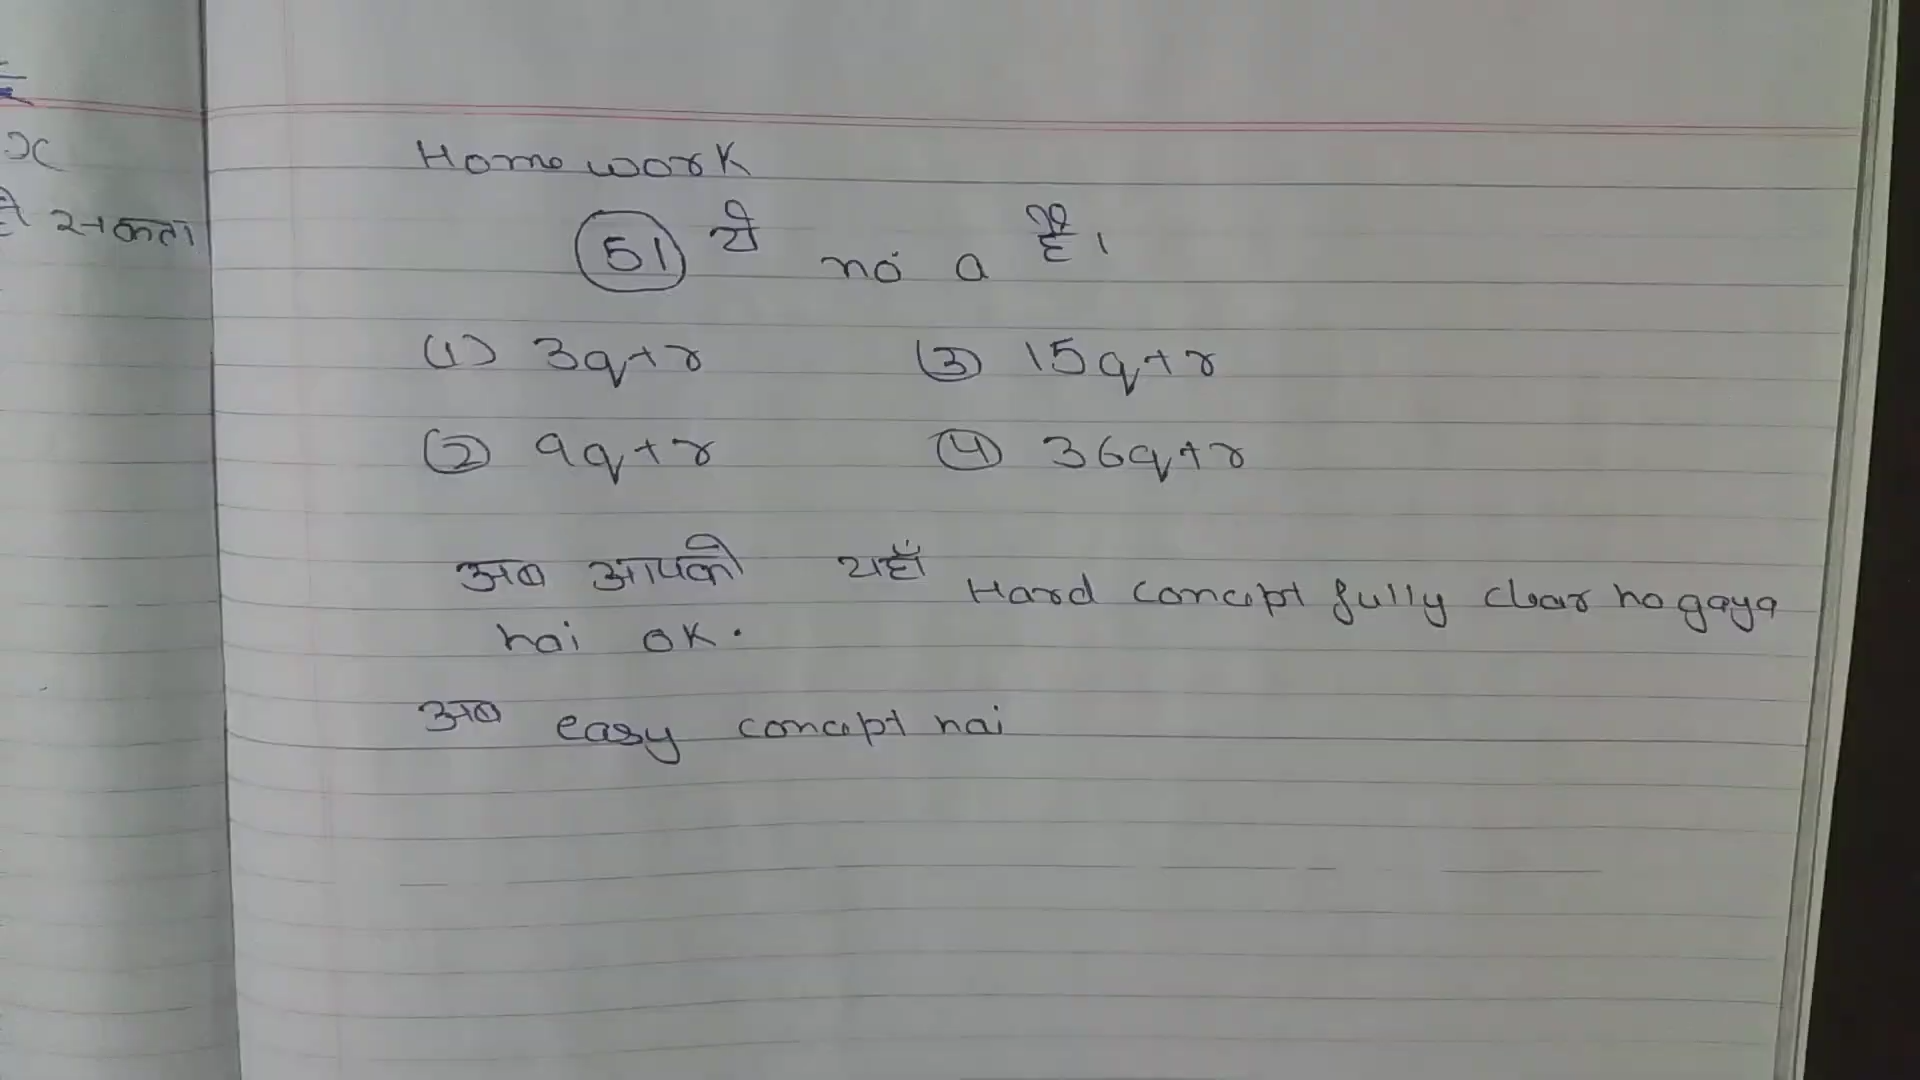 x
सकता
Home work
51 ये no a है।
(1) 3q+r (3) 15q+r
(2) 9q+r (4) 36q+r
अब आपको यहाँ Hard concept fully clear ho gaya
hai OK.
अब easy concept hai